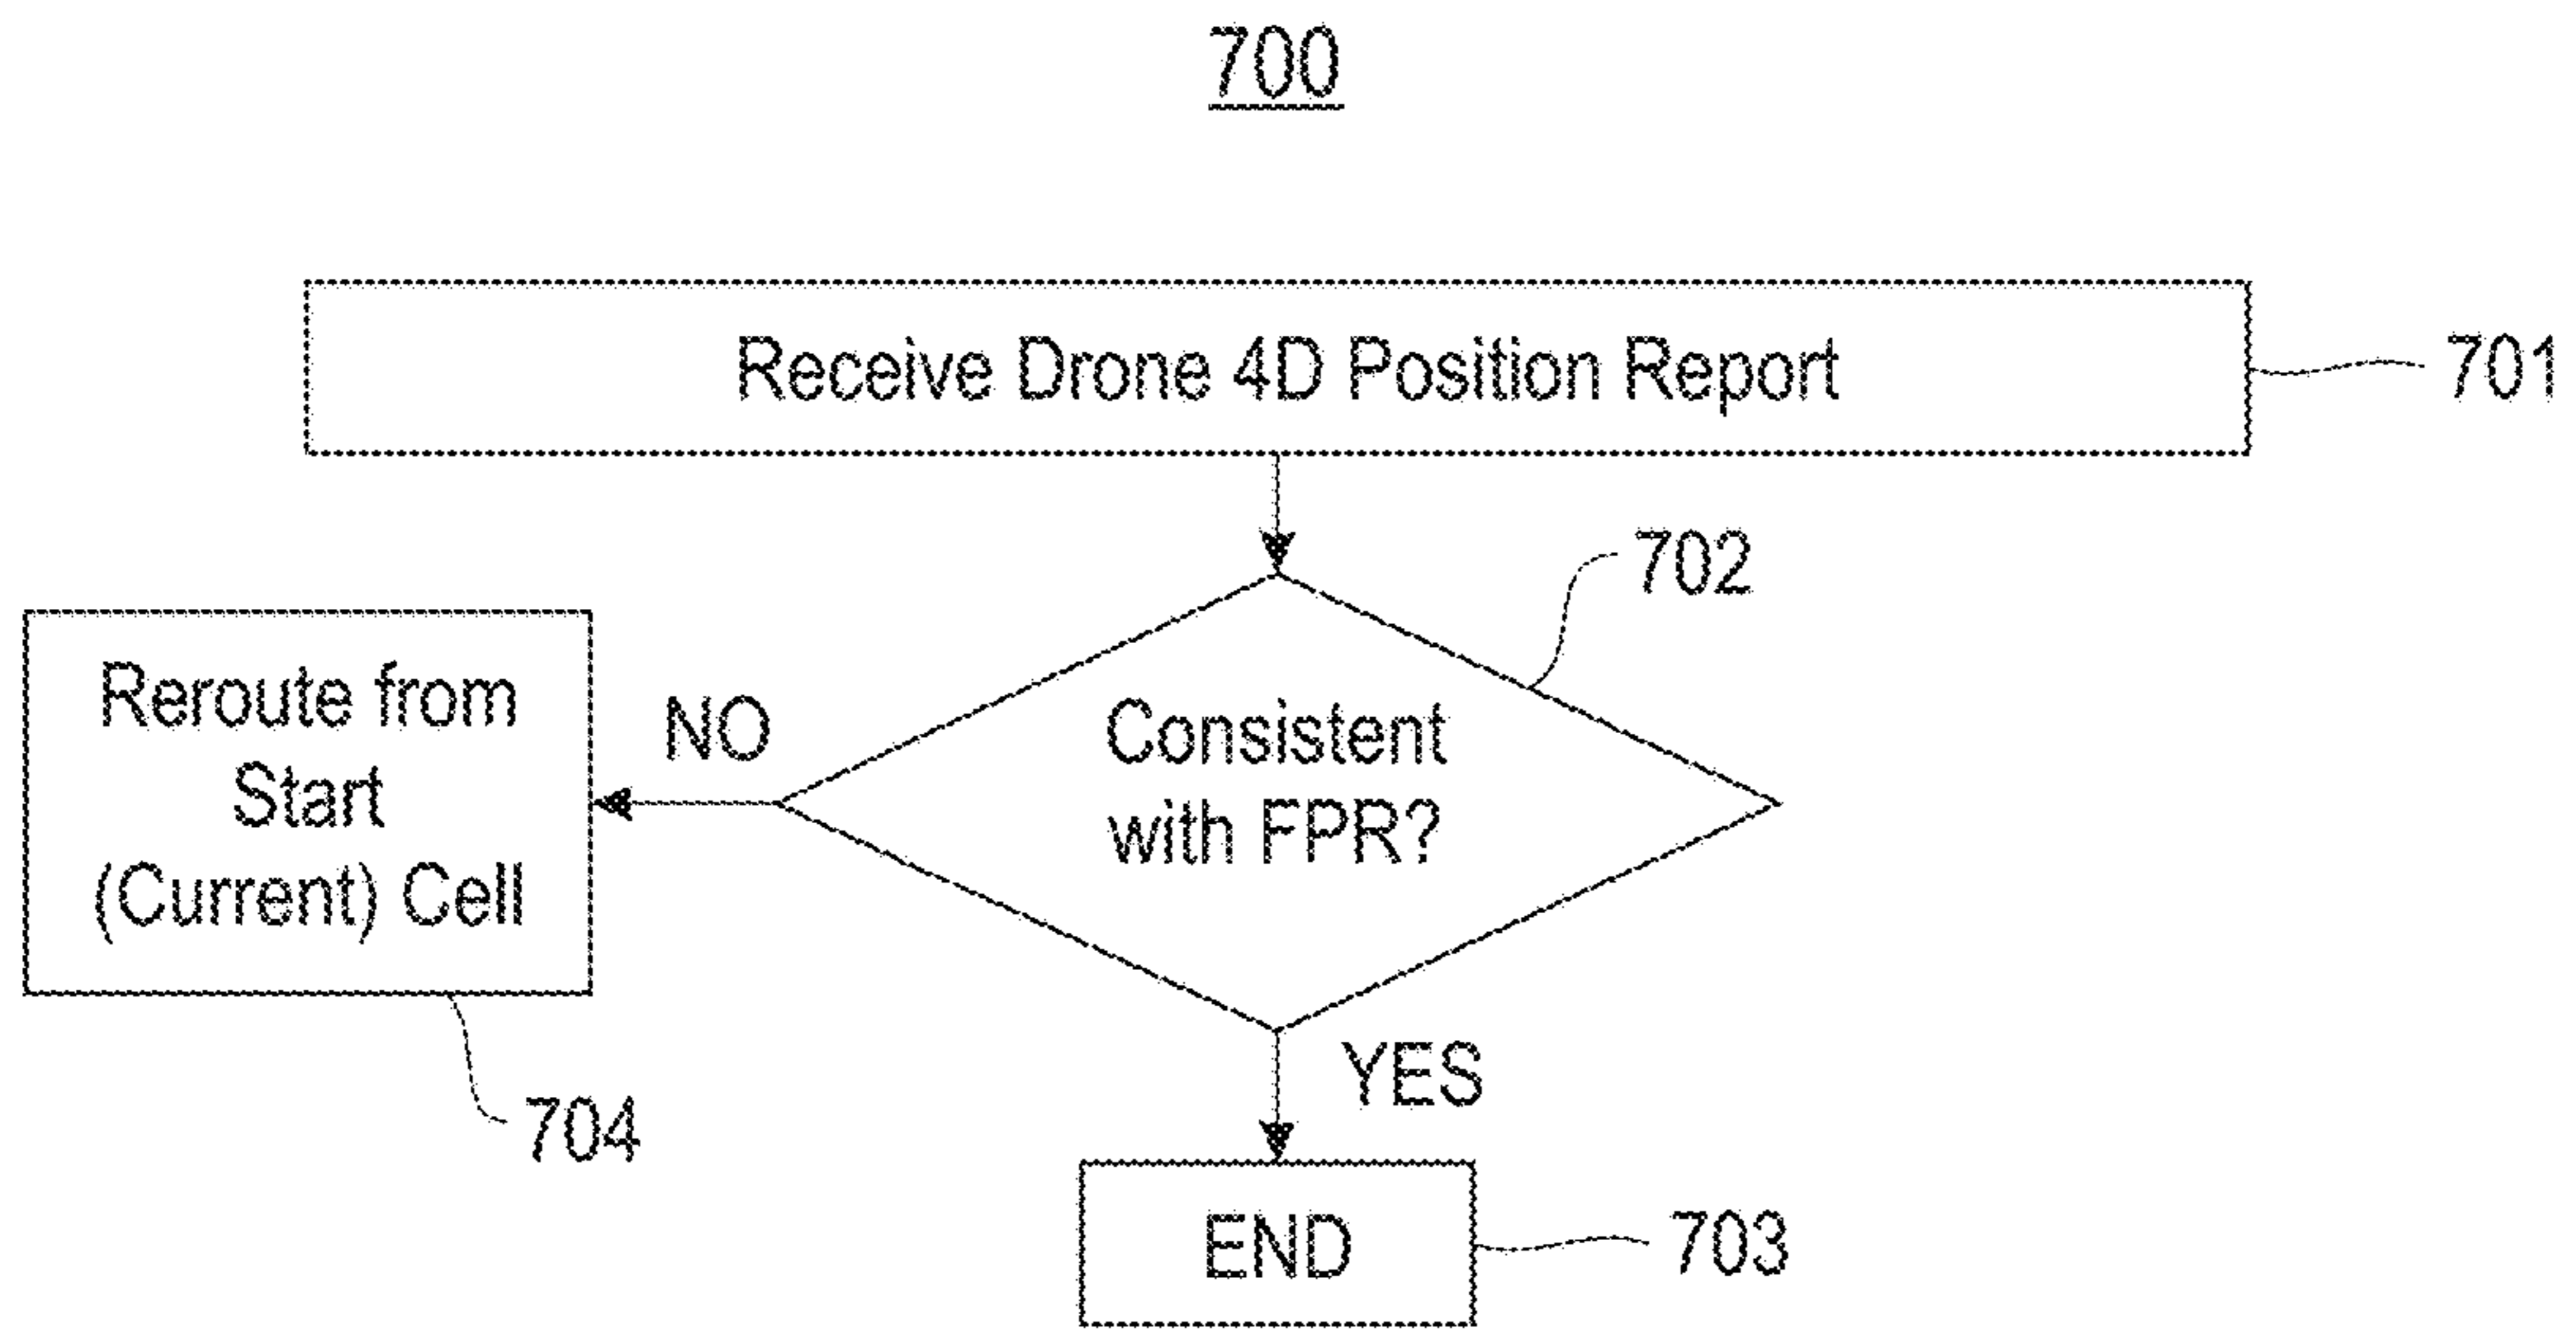 700
Receive Drone 4D Position Report
701
702
Consistent
with FPR?
NO
Reroute from
Start
(Current) Cell
704
YES
END
703